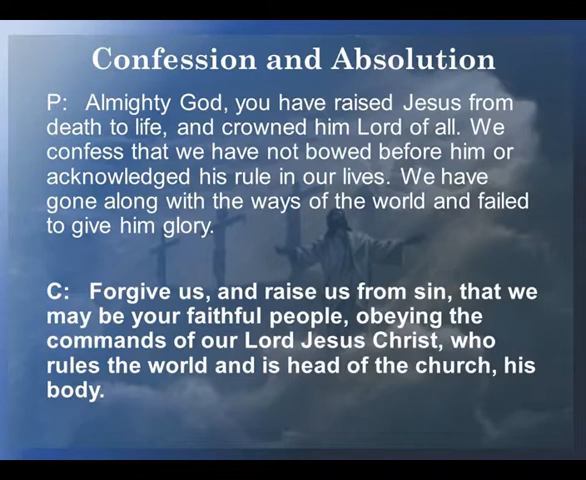 Confession and Absolution
P: Almighty God, you have raised Jesus from
death to life, and crowned him Lord of all. We
confess that we have not bowed before him or
acknowledged his rule in our lives. We have
gone along with the ways of the world and failed
to give him glory.
C: Forgive us, and raise us from sin, that we
may be your faithful people, obeying the
commands of our Lord Jesus Christ, who
rules the world and is head of the church, his
body.